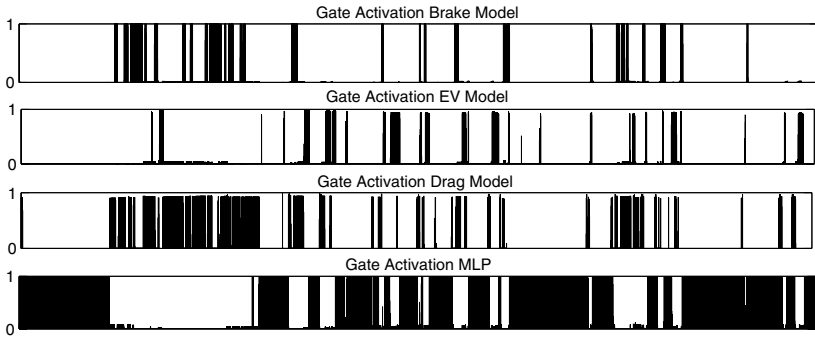 Gate Activation Brake Model
1
0
Gate Activation EV Model
1
0
Gate Activation Drag Model
1
0
Gate Activation MLP
1
0